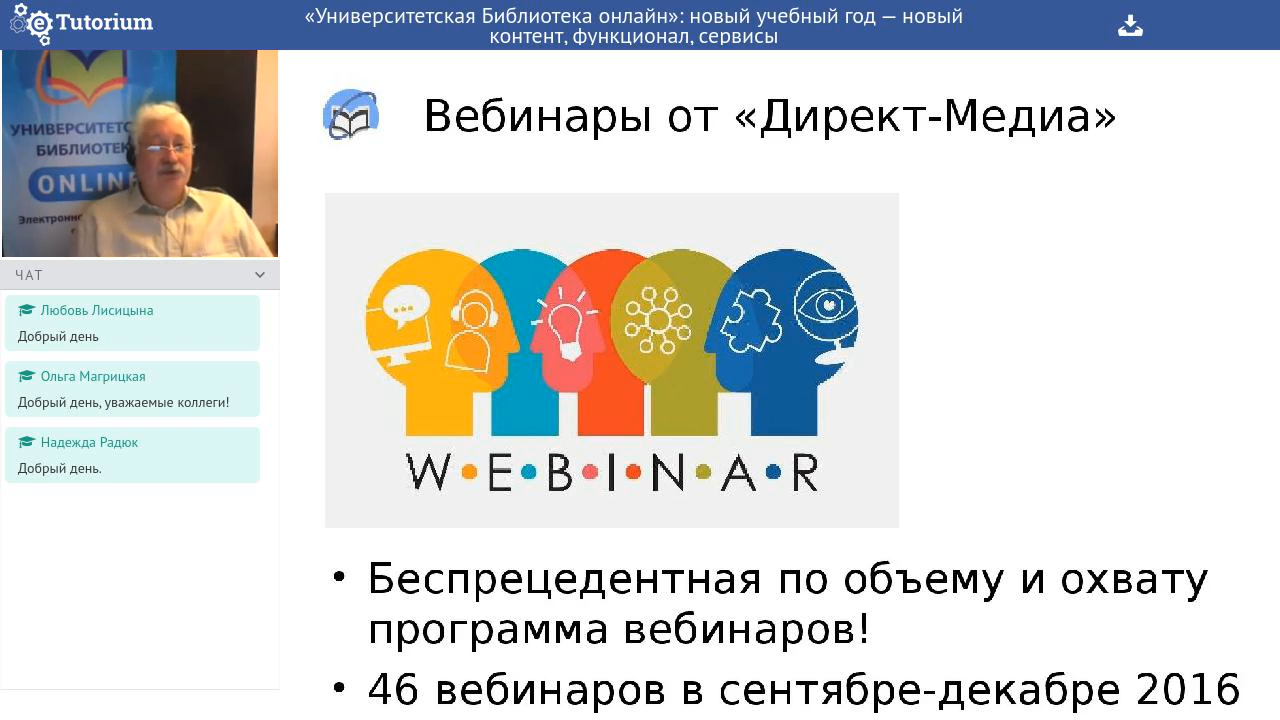 Tutorium
«Университетская Библиотека онлайн»: новый учебный год — новый
контент, функционал, сервисы
БИБЛИОТЕК
ONLINE
ЧАТ
Любовь Лисицына
Добрый день
Ольга Магрицкая
Добрый день, уважаемые коллеги!
Надежда Радюк
Добрый день.
Вебинары от «Директ-Медиа»
W•E•B•I•N•A•R
• Беспрецедентная по объему и охвату
программа вебинаров!
• 46 вебинаров в сентябре-декабре 2016